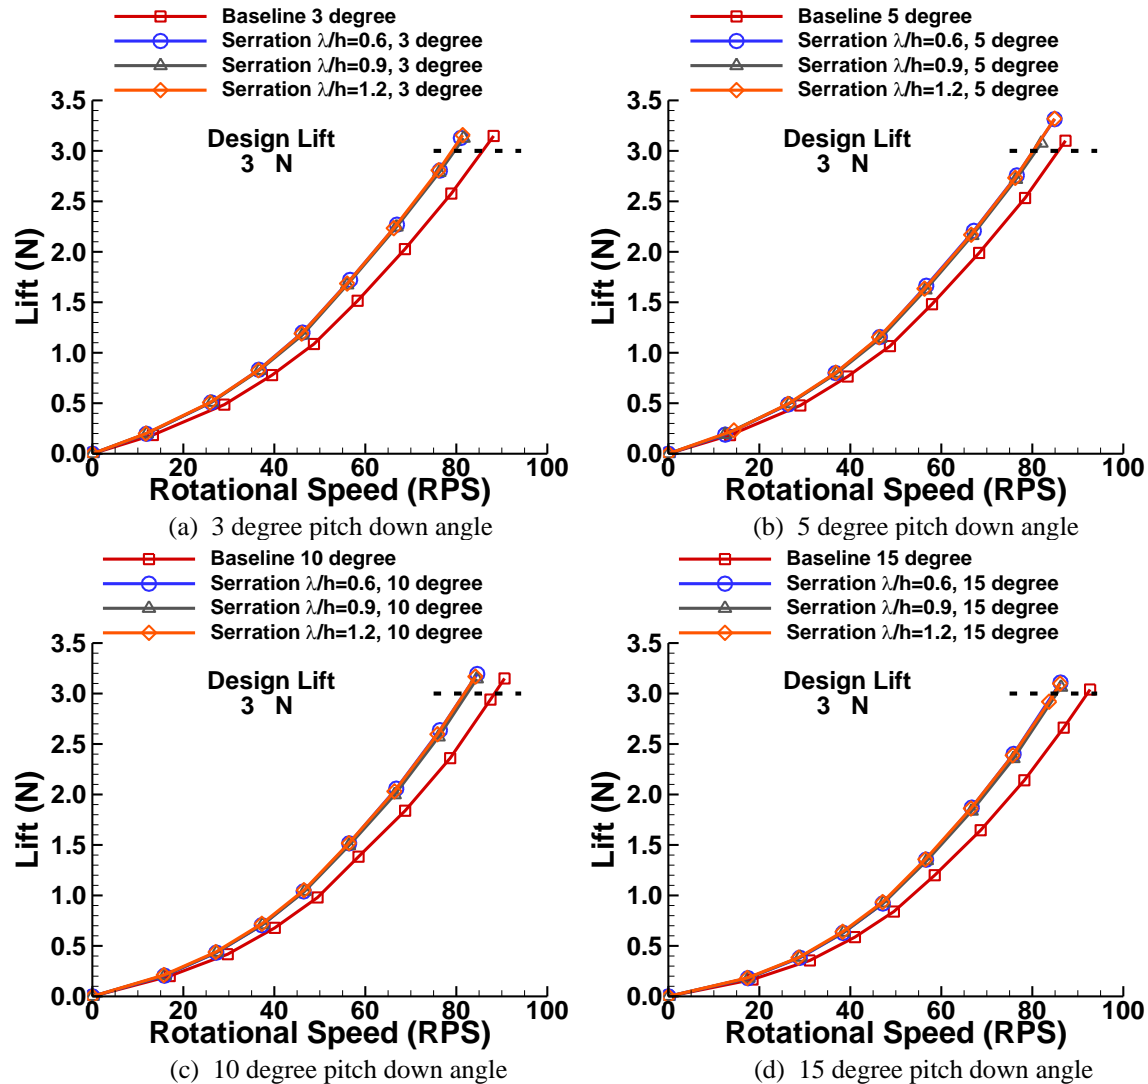 Baseline 3 degree
Serration λ/h=0.6, 3 degree
Serration λ/h=0.9, 3 degree
Serration λ/h=1.2, 3 degree
3.5
3.0
2.5
2.0
1.5
1.0
0.5
0.0
Lift (N)
Design Lift
3 N
0 20 40 60 80 100
Rotational Speed (RPS)
(a) 3 degree pitch down angle
Baseline 5 degree
Serration λ/h=0.6, 5 degree
Serration λ/h=0.9, 5 degree
Serration λ/h=1.2, 5 degree
3.5
3.0
2.5
2.0
1.5
1.0
0.5
0.0
Lift (N)
Design Lift
3 N
0 20 40 60 80 100
Rotational Speed (RPS)
(b) 5 degree pitch down angle
Baseline 10 degree
Serration λ/h=0.6, 10 degree
Serration λ/h=0.9, 10 degree
Serration λ/h=1.2, 10 degree
3.5
3.0
2.5
2.0
1.5
1.0
0.5
0.0
Lift (N)
Design Lift
3 N
0 20 40 60 80 100
Rotational Speed (RPS)
(c) 10 degree pitch down angle
Baseline 15 degree
Serration λ/h=0.6, 15 degree
Serration λ/h=0.9, 15 degree
Serration λ/h=1.2, 15 degree
3.5
3.0
2.5
2.0
1.5
1.0
0.5
0.0
Lift (N)
Design Lift
3 N
0 20 40 60 80 100
Rotational Speed (RPS)
(d) 15 degree pitch down angle